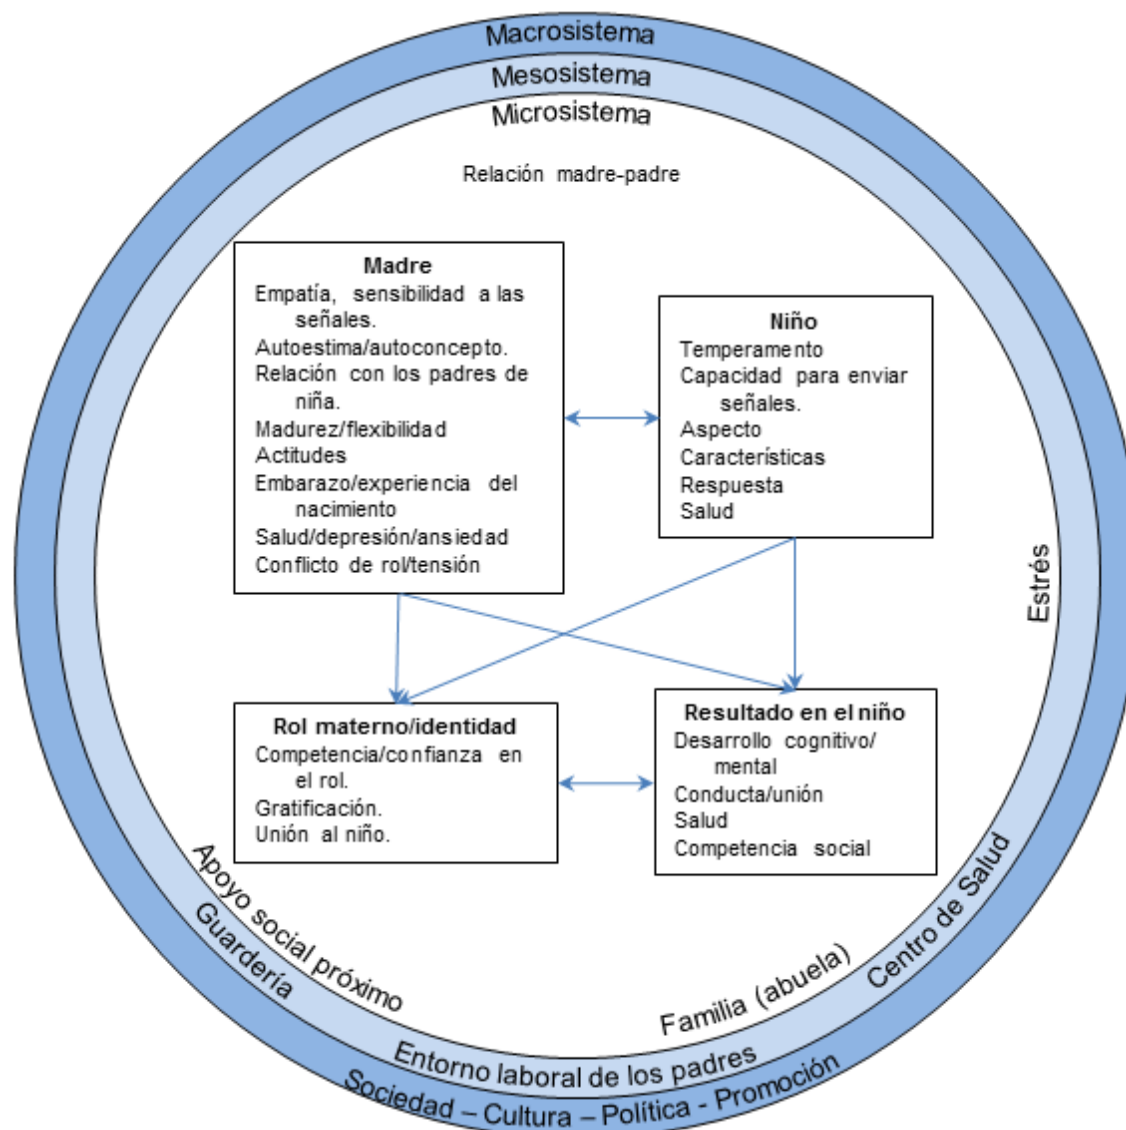 Macrosistema
Mesosistema
Microsistema
Relación madre-padre
Madre
Empatía, sensibilidad a las
señales.
Autoestima/autoconcepto.
Relación con los padres de
niña.
Madurez/flexibilidad
Actitudes
Embarazo/experiencia del
nacimiento
Salud/depresión/ansiedad
Conflicto de rol/tensión
Niño
Temperamento
Capacidad para enviar
señales.
Aspecto
Características
Respuesta
Salud
Estrés
Rol materno/identidad
Competencia/confianza en
el rol.
Gratificación.
Unión al niño.
Resultado en el niño
Desarrollo cognitivo/
mental
Conducta/unión
Salud
Competencia social
Apoyo social próximo
Familia (abuela)
Guardería
Entorno laboral de los padres
Centro de Salud
Sociedad – Cultura – Política - Promoción